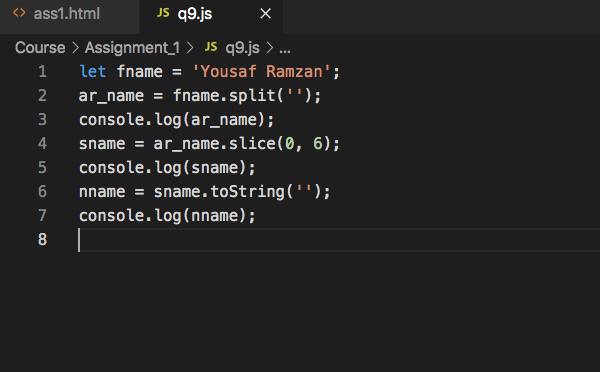 <> ass1.html JS q9.js ×
Course > Assignment_1 > JS q9.js > ...
1 let fname = 'Yousaf Ramzan';
2 ar_name = fname.split('');
3 console.log(ar_name);
4 sname = ar_name.slice(0, 6);
5 console.log(sname);
6 nname = sname.toString('');
7 console.log(nname);
8